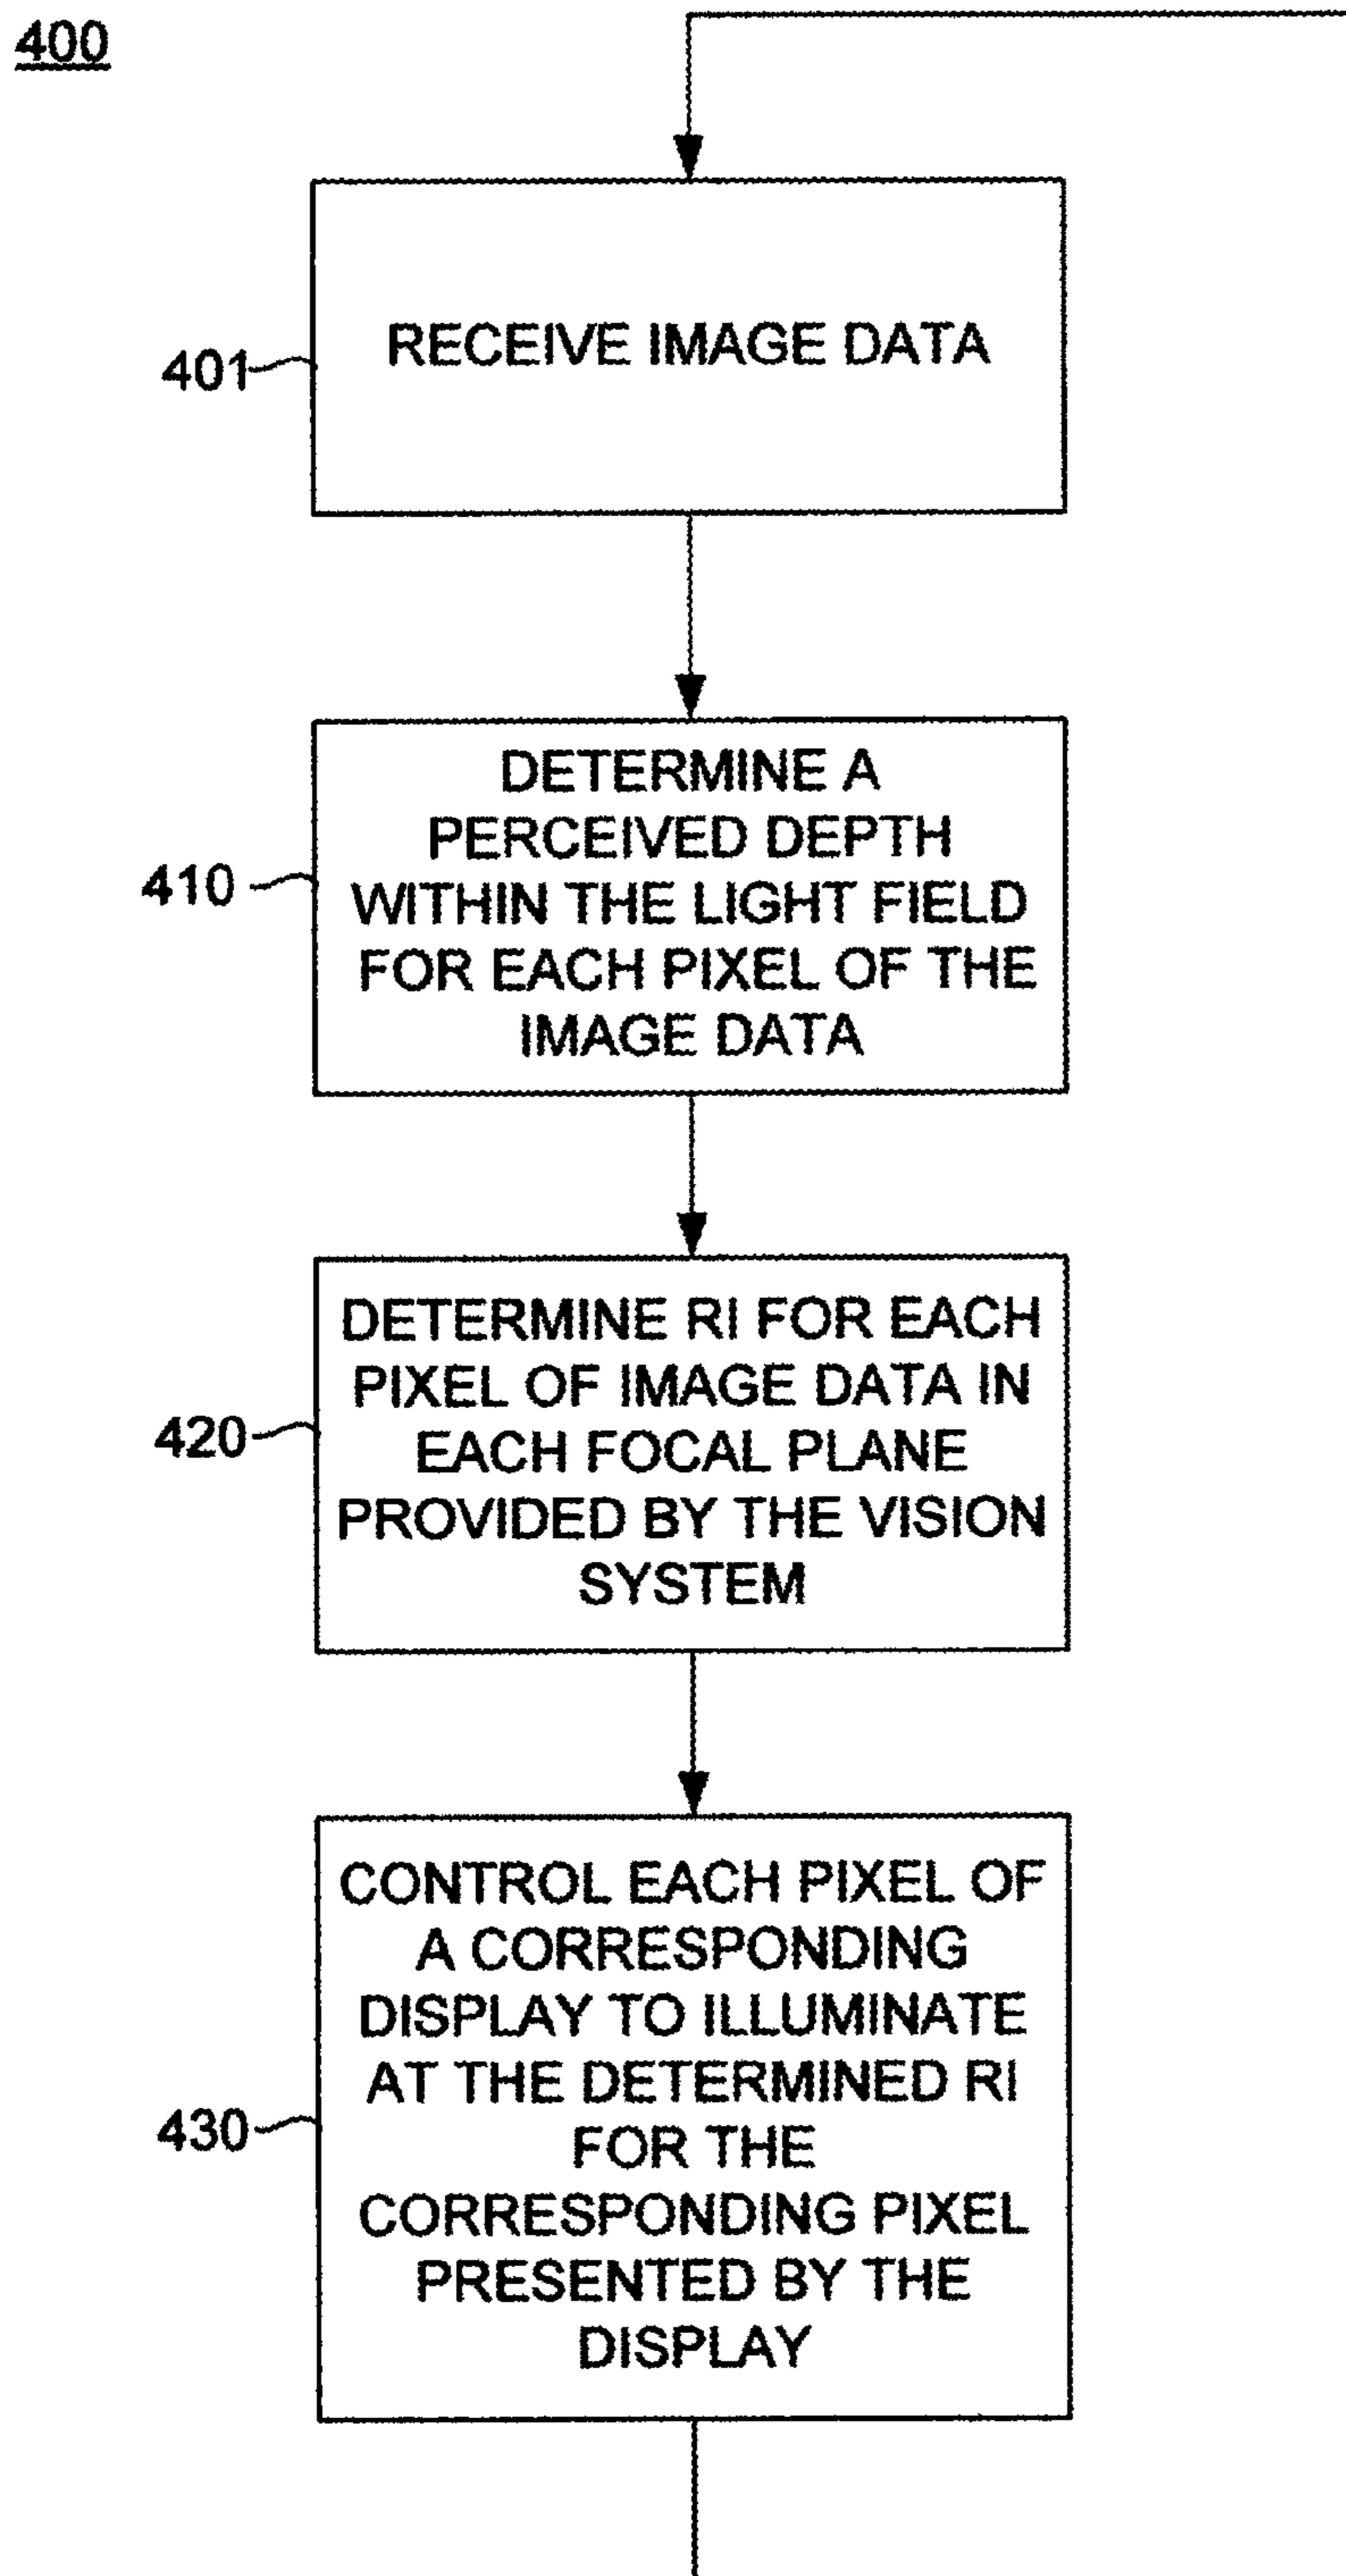 400
401
RECEIVE IMAGE DATA
410
DETERMINE A
PERCEIVED DEPTH
WITHIN THE LIGHT FIELD
FOR EACH PIXEL OF THE
IMAGE DATA
420
DETERMINE RI FOR EACH
PIXEL OF IMAGE DATA IN
EACH FOCAL PLANE
PROVIDED BY THE VISION
SYSTEM
430
CONTROL EACH PIXEL OF
A CORRESPONDING
DISPLAY TO ILLUMINATE
AT THE DETERMINED RI
FOR THE
CORRESPONDING PIXEL
PRESENTED BY THE
DISPLAY